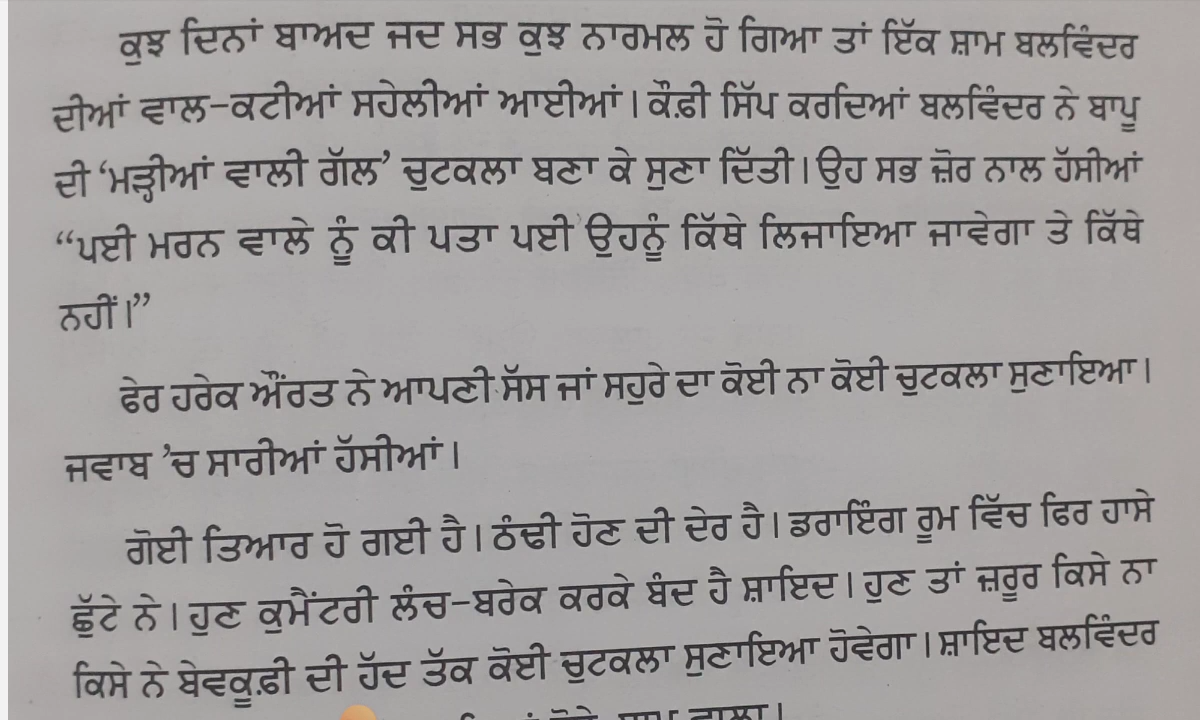 ਕੁਝ ਦਿਨਾਂ ਬਾਅਦ ਜਦ ਸਭ ਕੁਝ ਨਾਰਮਲ ਹੋ ਗਿਆ ਤਾਂ ਇੱਕ ਸ਼ਾਮ ਬਲਵਿੰਦਰ
ਦੀਆਂ ਵਾਲ-ਕਟੀਆਂ ਸਹੇਲੀਆਂ ਆਈਆਂ। ਕੌਫ਼ੀ ਸਿੱਪ ਕਰਦਿਆਂ ਬਲਵਿੰਦਰ ਨੇ ਬਾਪੂ
ਦੀ ‘ਮੜ੍ਹੀਆਂ ਵਾਲੀ ਗੱਲ’ ਚੁਟਕਲਾ ਬਣਾ ਕੇ ਸੁਣਾ ਦਿੱਤੀ। ਉਹ ਸਭ ਜ਼ੋਰ ਨਾਲ ਹੱਸੀਆਂ
“ਪਈ ਮਰਨ ਵਾਲੇ ਨੂੰ ਕੀ ਪਤਾ ਪਈ ਉਹਨੂੰ ਕਿੱਥੇ ਲਿਜਾਇਆ ਜਾਵੇਗਾ ਤੇ ਕਿੱਥੇ
ਨਹੀਂ।”
ਫੇਰ ਹਰੇਕ ਔਰਤ ਨੇ ਆਪਣੀ ਸੱਸ ਜਾਂ ਸਹੁਰੇ ਦਾ ਕੋਈ ਨਾ ਕੋਈ ਚੁਟਕਲਾ ਸੁਣਾਇਆ।
ਜਵਾਬ ’ਚ ਸਾਰੀਆਂ ਹੱਸੀਆਂ।
ਗੋਈ ਤਿਆਰ ਹੋ ਗਈ ਹੈ। ਠੰਢੀ ਹੋਣ ਦੀ ਦੇਰ ਹੈ। ਡਰਾਇੰਗ ਰੂਮ ਵਿੱਚ ਫਿਰ ਹਾਸੇ
ਛੁੱਟੇ ਨੇ। ਹੁਣ ਕੁਮੈਂਟਰੀ ਲੰਚ-ਬਰੇਕ ਕਰਕੇ ਬੰਦ ਹੈ ਸ਼ਾਇਦ। ਹੁਣ ਤਾਂ ਜ਼ਰੂਰ ਕਿਸੇ ਨਾ
ਕਿਸੇ ਨੇ ਬੇਵਕੂਫ਼ੀ ਦੀ ਹੱਦ ਤੱਕ ਕੋਈ ਚੁਟਕਲਾ ਸੁਣਾਇਆ ਹੋਵੇਗਾ। ਸ਼ਾਇਦ ਬਲਵਿੰਦਰ